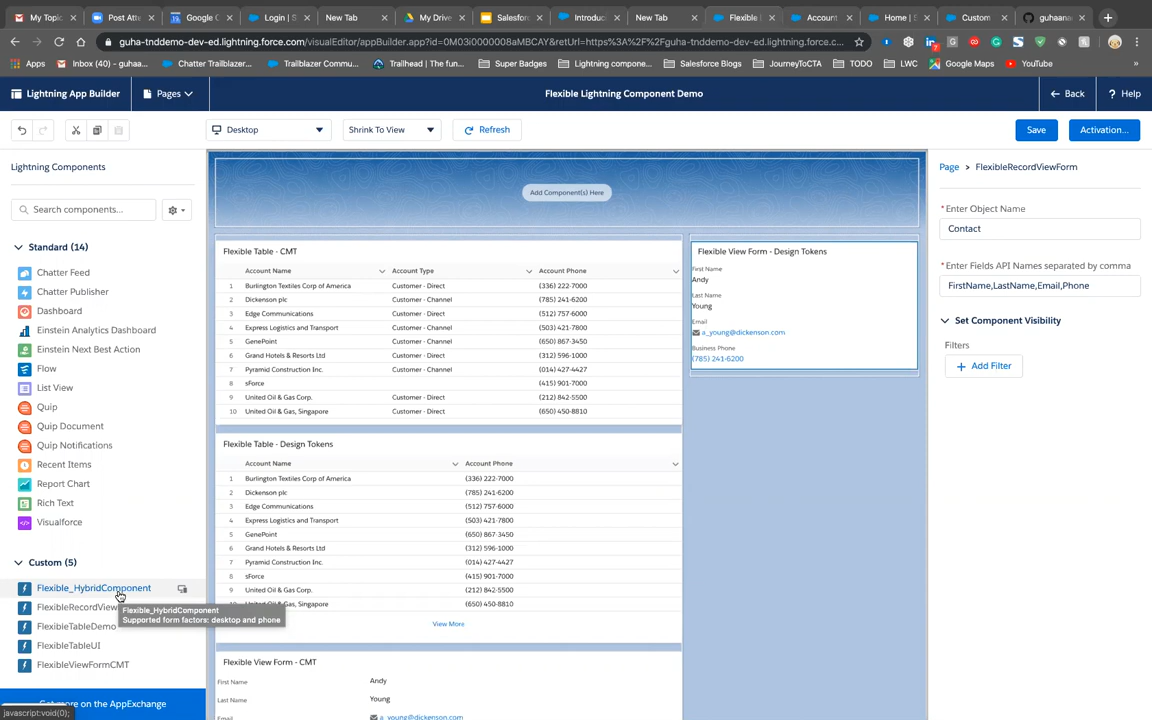 My Topic
Post Att
Google C
Login | S
New Tab
My Drive
Salesfor
Introduc
New Tab
Flexible
Accoun
Home | S
Custom
guhaan
guha-tnddemo-dev-ed.lightning.force.com/visualEditor/appBuilder.app?id=0M03i0000008aMBCAY&retUrl=https%3A%2F%2Fguha-tnddemo-dev-ed.lightning.force.c...
Apps
Inbox (40) - guhaa...
Chatter Trailblazer...
Trailblazer Commu...
Trailhead | The fun...
Super Badges
Lightning compone...
Salesforce Blogs
JourneyToCTA
TODO
LWC
Google Maps
YouTube
»
Lightning App Builder
Pages
Flexible Lightning Component Demo
Back
? Help
Desktop
Shrink To View
Refresh
Save
Activation...
Lightning Components
Search components...
Standard (14)
Chatter Feed
Chatter Publisher
Dashboard
Einstein Analytics Dashboard
Einstein Next Best Action
Flow
List View
Quip
Quip Document
Quip Notifications
Recent Items
Report Chart
Rich Text
Visualforce
Custom (5)
Flexible_HybridComponent
FlexibleRecordView
FlexibleTableDemo
FlexibleTableUI
FlexibleViewFormCMT
Flexible_HybridComponent
Supported form factors: desktop and phone
Get more on the AppExchange
javascript:void(0);
Add Component(s) Here
Flexible Table - CMT
Account Name Account Type Account Phone
1 Burlington Textiles Corp of America Customer - Direct (336) 222-7000
2 Dickenson plc Customer - Channel (785) 241-6200
3 Edge Communications Customer - Direct (512) 757-6000
4 Express Logistics and Transport Customer - Channel (503) 421-7800
5 GenePoint Customer - Channel (650) 867-3450
6 Grand Hotels & Resorts Ltd Customer - Direct (312) 596-1000
7 Pyramid Construction Inc. Customer - Channel (014) 427-4427
8 sForce (415) 901-7000
9 United Oil & Gas Corp. Customer - Direct (212) 842-5500
10 United Oil & Gas, Singapore Customer - Direct (650) 450-8810
Flexible Table - Design Tokens
Account Name Account Phone
1 Burlington Textiles Corp of America (336) 222-7000
2 Dickenson plc (785) 241-6200
3 Edge Communications (512) 757-6000
4 Express Logistics and Transport (503) 421-7800
5 GenePoint (650) 867-3450
6 Grand Hotels & Resorts Ltd (312) 596-1000
7 Pyramid Construction Inc. (014) 427-4427
8 sForce (415) 901-7000
9 United Oil & Gas Corp. (212) 842-5500
United Oil & Gas, Singapore (650) 450-8810
View More
Flexible View Form - CMT
First Name Andy
Last Name Young
Email a_young@dickenson.com
Flexible View Form - Design Tokens
First Name
Andy
Last Name
Young
Email
a_young@dickenson.com
Business Phone
(785) 241-6200
Page > FlexibleRecordViewForm
*Enter Object Name
Contact
*Enter Fields API Names separated by comma
FirstName,LastName,Email,Phone
Set Component Visibility
Filters
+ Add Filter